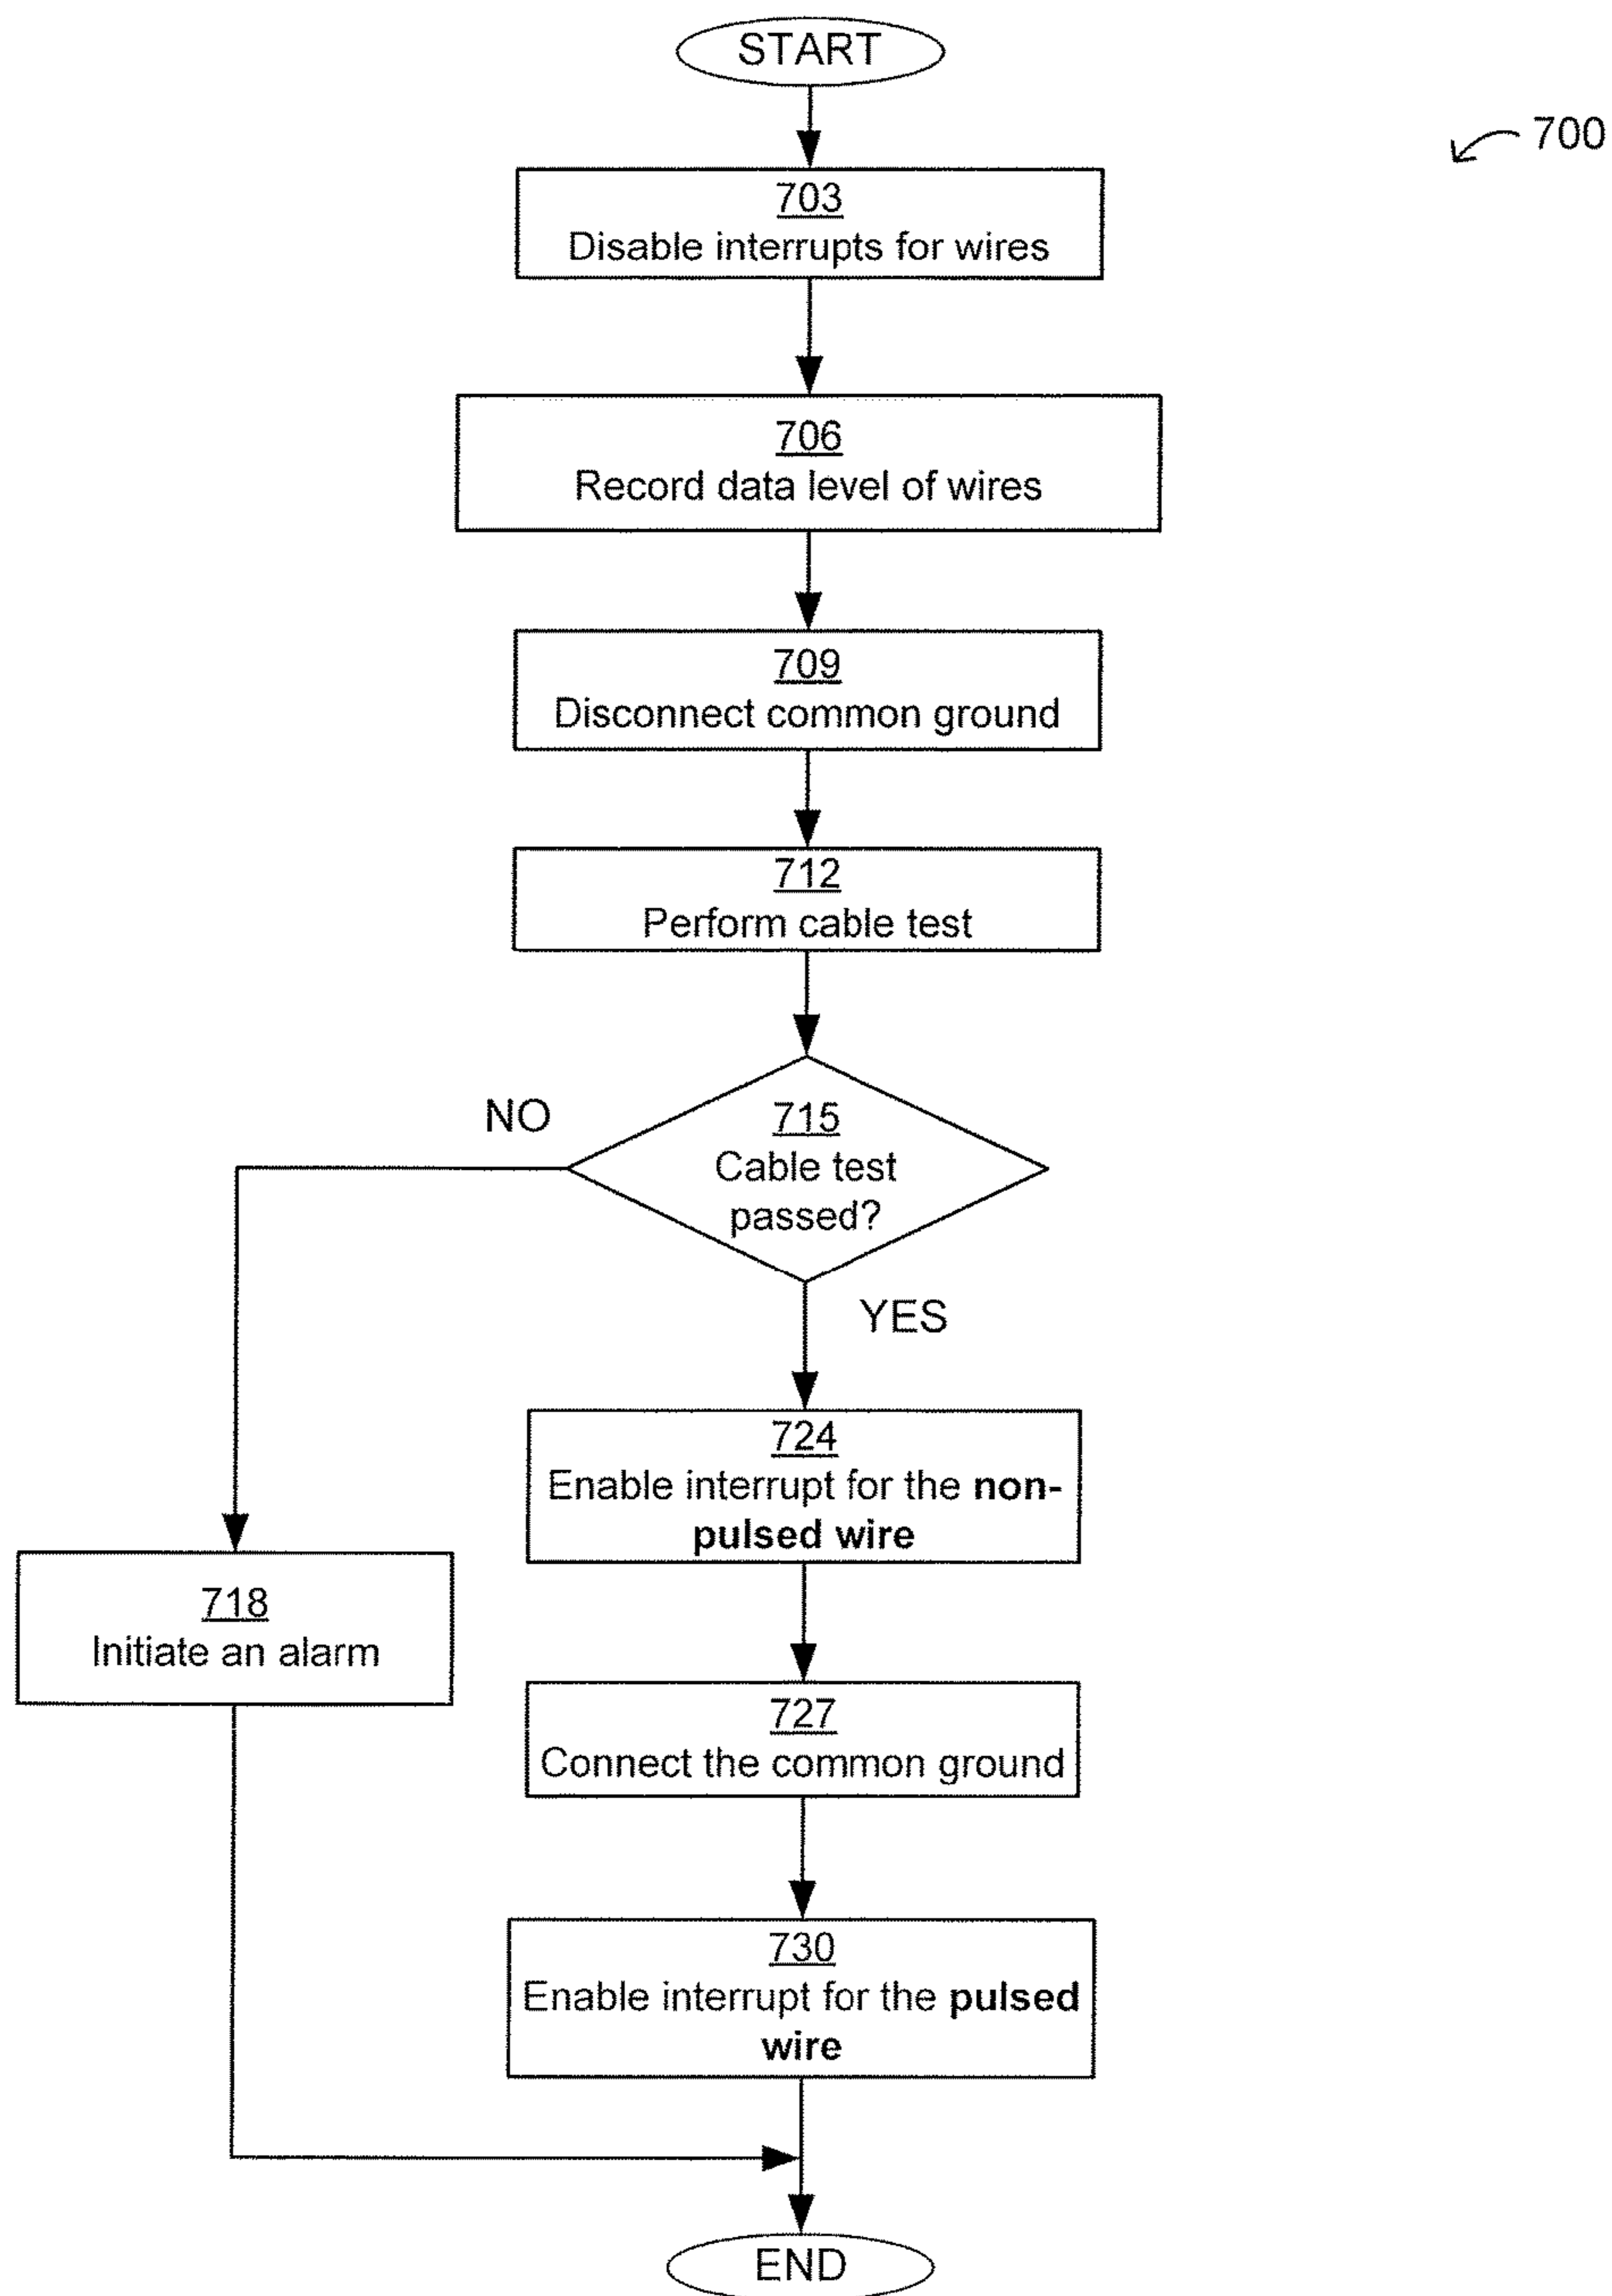 START
700
703
Disable interrupts for wires
706
Record data level of wires
709
Disconnect common ground
712
Perform cable test
NO
715
Cable test
passed?
YES
724
Enable interrupt for the non-
pulsed wire
718
Initiate an alarm
727
Connect the common ground
730
Enable interrupt for the pulsed
wire
END